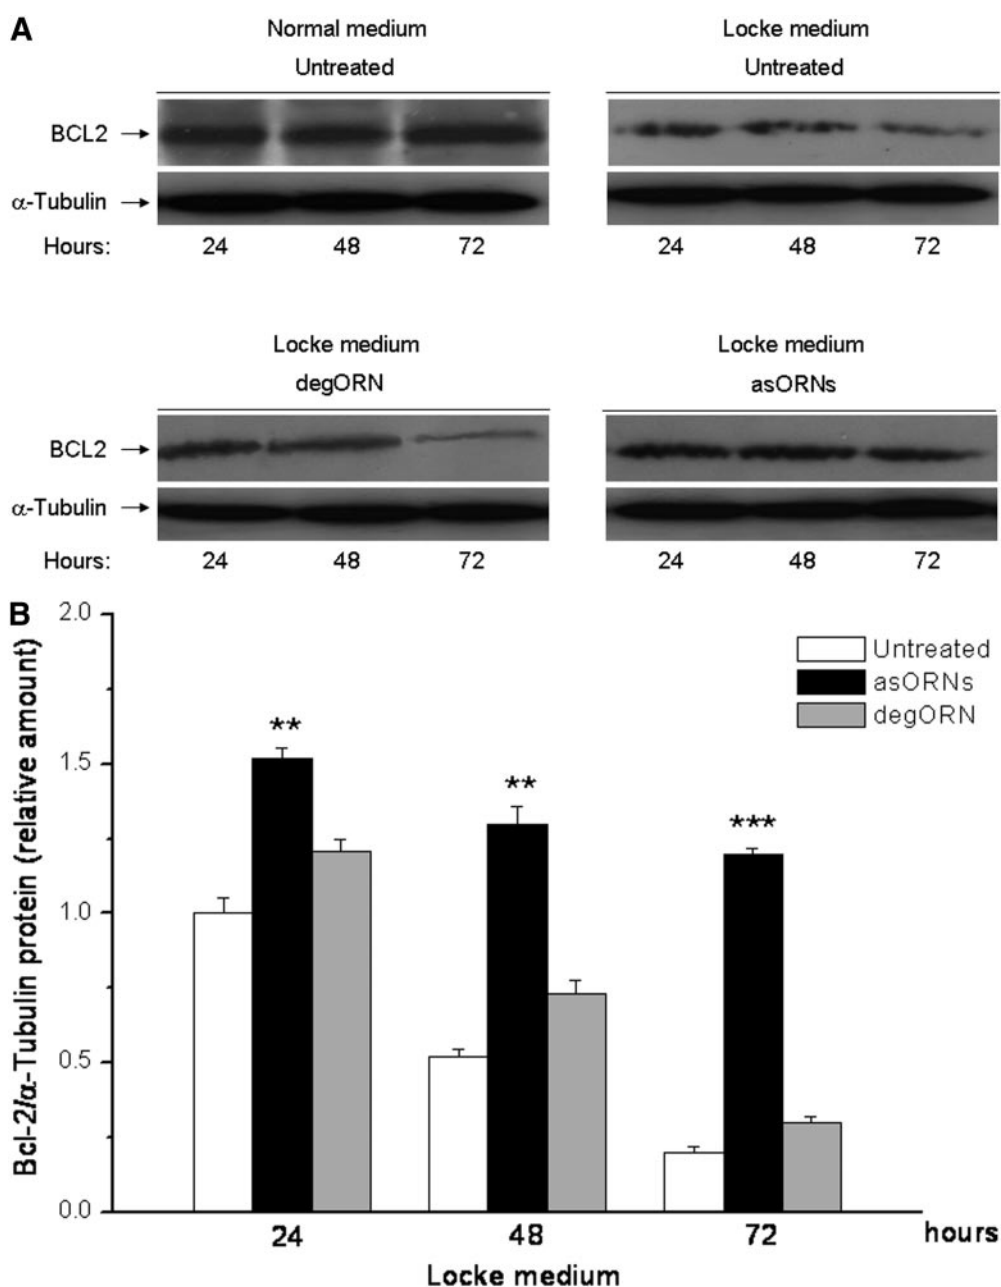 A
Normal medium
Untreated
Locke medium
Untreated
BCL2
α-Tubulin
Hours: 24 48 72
24 48 72
Locke medium
degORN
Locke medium
asORNs
BCL2
α-Tubulin
Hours: 24 48 72
24 48 72
B
Bcl-2/α-Tubulin protein (relative amount)
2.0
1.5
1.0
0.5
0.0
Untreated
asORNs
degORN
**
**
***
24 48 72 hours
Locke medium